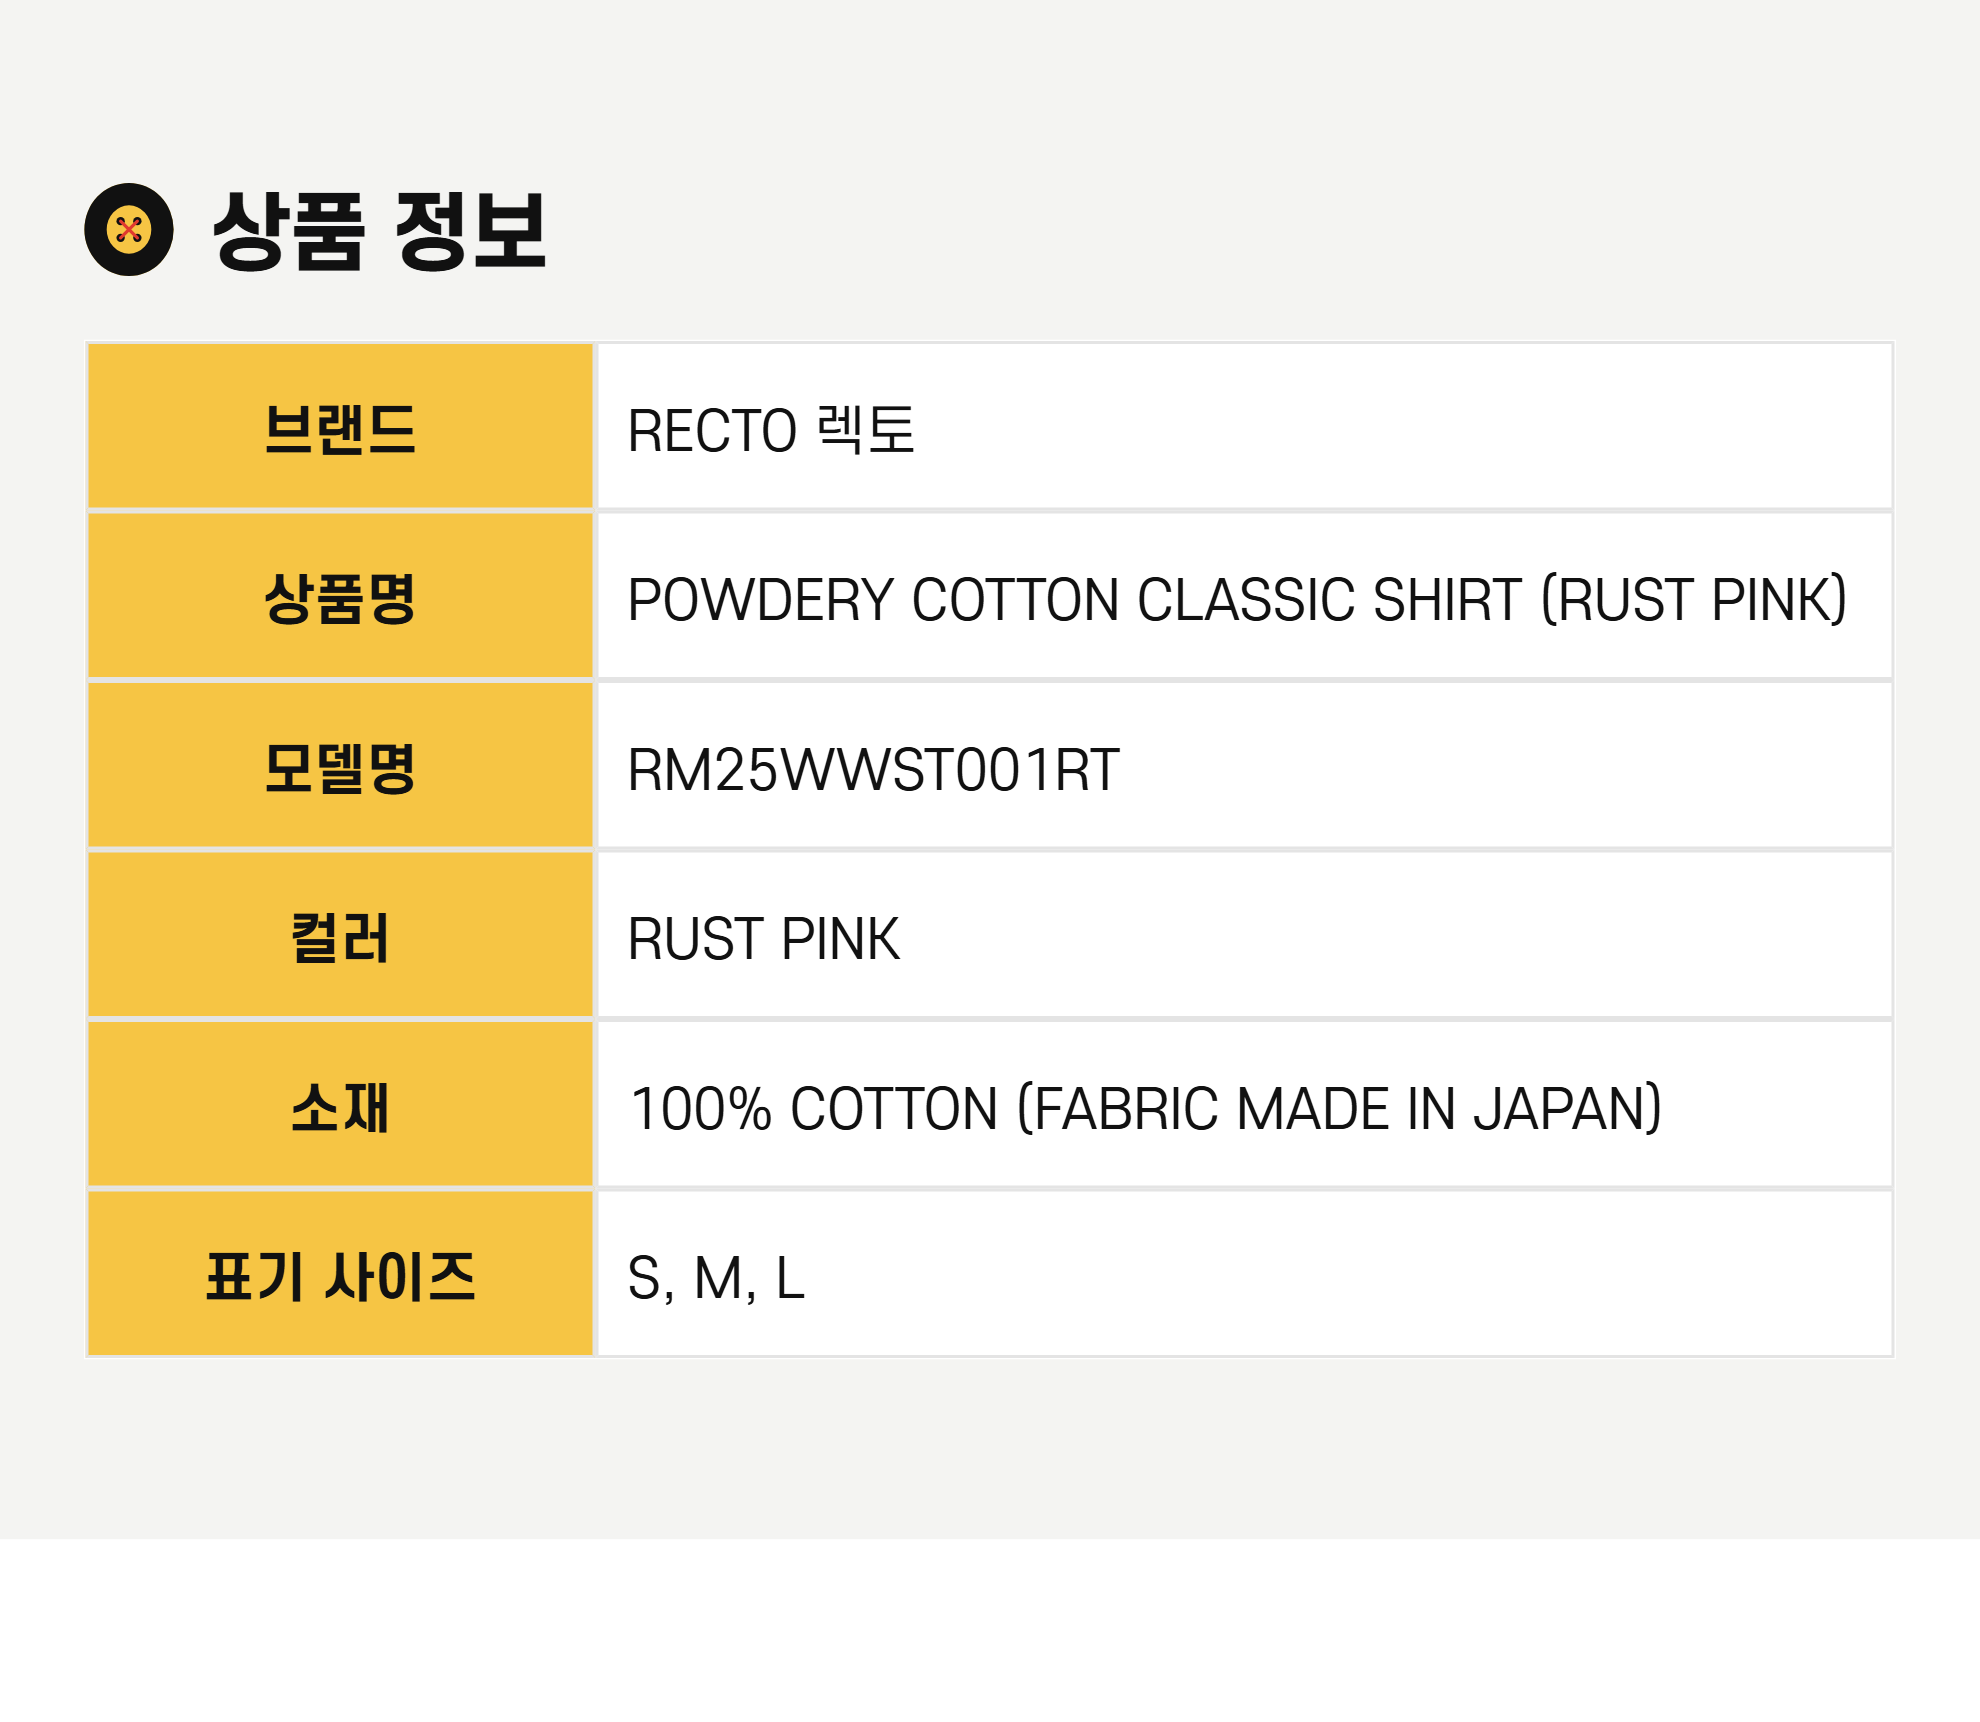 상품 정보
브랜드 RECTO 렉토
상품명 POWDERY COTTON CLASSIC SHIRT (RUST PINK)
모델명 RM25WWST001RT
컬러 RUST PINK
소재 100% COTTON (FABRIC MADE IN JAPAN)
표기 사이즈 S, M, L